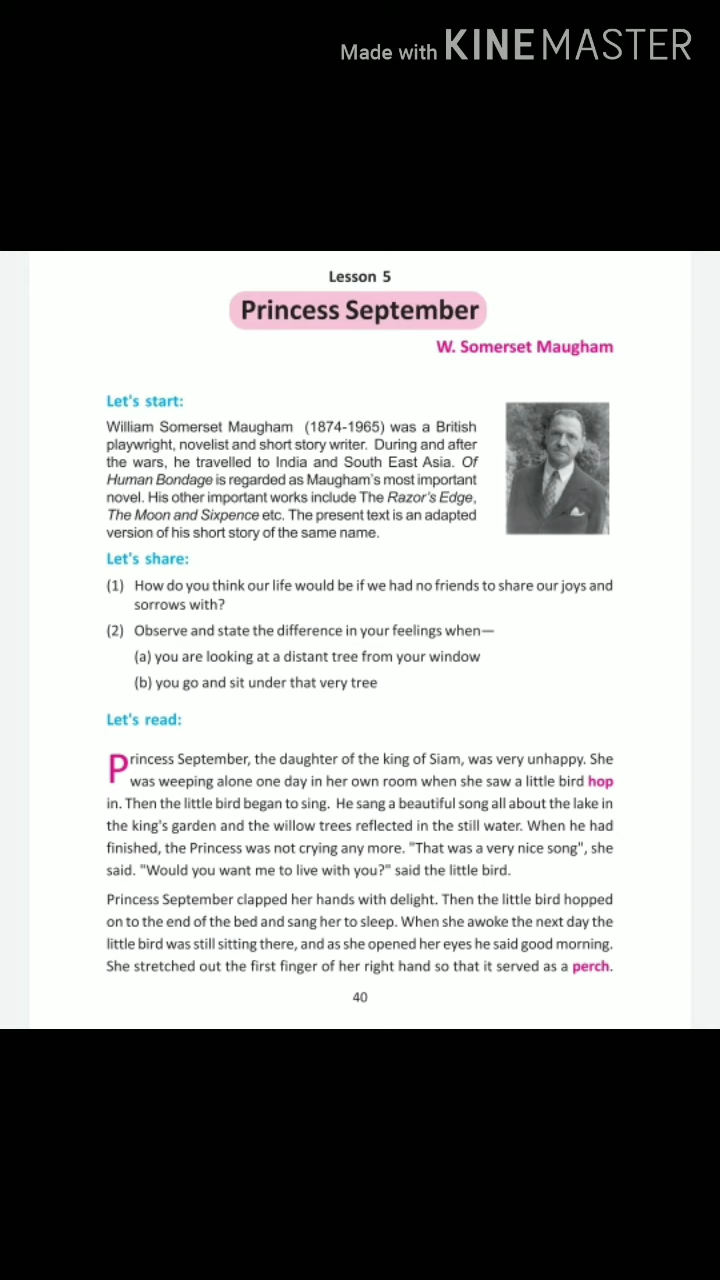 Made with KINEMASTER
Lesson 5
Princess September
W. Somerset Maugham
Let's start:
William Somerset Maugham (1874-1965) was a British
playwright, novelist and short story writer. During and after
the wars, he travelled to India and South East Asia. Of
Human Bondage is regarded as Maugham's most important
novel. His other important works include The Razor's Edge,
The Moon and Sixpence etc. The present text is an adapted
version of his short story of the same name.
Let's share:
(1) How do you think our life would be if we had no friends to share our joys and
sorrows with?
(2) Observe and state the difference in your feelings when—
(a) you are looking at a distant tree from your window
(b) you go and sit under that very tree
Let's read:
Princess September, the daughter of the king of Siam, was very unhappy. She
was weeping alone one day in her own room when she saw a little bird hop
in. Then the little bird began to sing. He sang a beautiful song all about the lake in
the king's garden and the willow trees reflected in the still water. When he had
finished, the Princess was not crying any more. "That was a very nice song", she
said. "Would you want me to live with you?" said the little bird.
Princess September clapped her hands with delight. Then the little bird hopped
on to the end of the bed and sang her to sleep. When she awoke the next day the
little bird was still sitting there, and as she opened her eyes he said good morning.
She stretched out the first finger of her right hand so that it served as a perch.
40